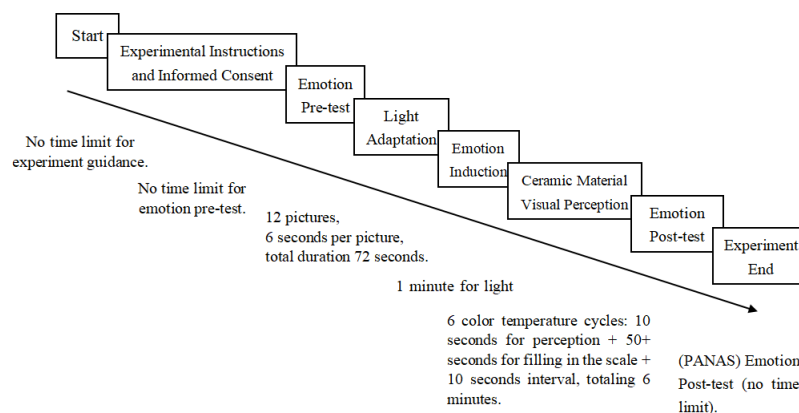 Start
Experimental Instructions
and Informed Consent
Emotion
Pre-test
Light
Adaptation
Emotion
Induction
Ceramic Material
Visual Perception
Emotion
Post-test
Experiment
End
No time limit for
experiment guidance.
No time limit for
emotion pre-test.
12 pictures,
6 seconds per picture,
total duration 72 seconds.
1 minute for light
6 color temperature cycles: 10
seconds for perception + 50+
seconds for filling in the scale +
10 seconds interval, totaling 6
minutes.
(PANAS) Emotion
Post-test (no time
limit).